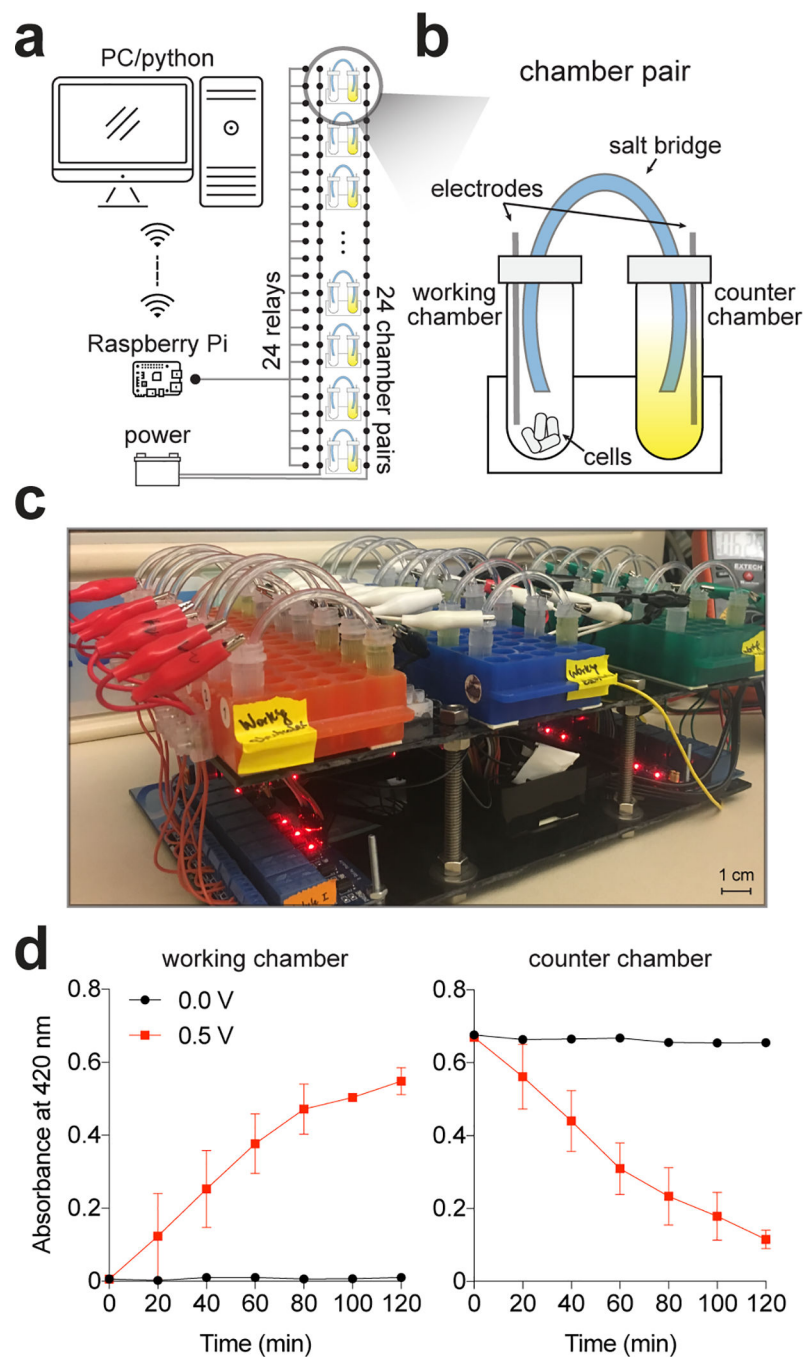 a
PC/python
24 relays
24 chamber pairs
Raspberry Pi
power
b
chamber pair
salt bridge
electrodes
working
chamber
counter
chamber
cells
c
EXTECH
Workg
Workg
1 cm
d
working chamber
counter chamber
0.0 V
0.5 V
Absorbance at 420 nm
0.8
0.6
0.4
0.2
0
0 20 40 60 80 100 120
Time (min)
0.8
0.6
0.4
0.2
0
0 20 40 60 80 100 120
Time (min)